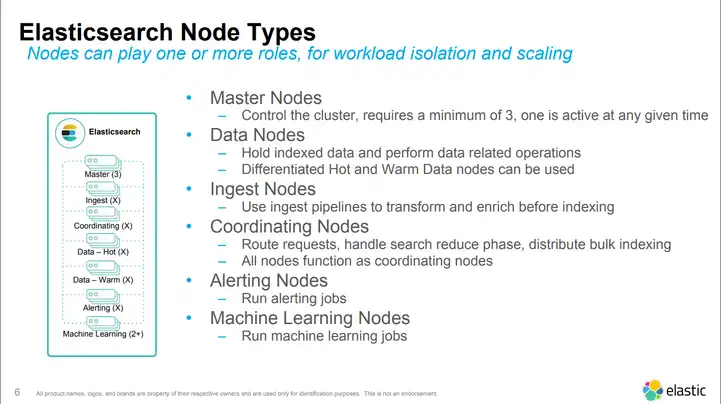 Elasticsearch Node Types
Nodes can play one or more roles, for workload isolation and scaling
Elasticsearch
Master (3)
Ingest (X)
Coordinating (X)
Data – Hot (X)
Data – Warm (X)
Alerting (X)
Machine Learning (2+)
• Master Nodes
– Control the cluster, requires a minimum of 3, one is active at any given time
• Data Nodes
– Hold indexed data and perform data related operations
– Differentiated Hot and Warm Data nodes can be used
• Ingest Nodes
– Use ingest pipelines to transform and enrich before indexing
• Coordinating Nodes
– Route requests, handle search reduce phase, distribute bulk indexing
– All nodes function as coordinating nodes
• Alerting Nodes
– Run alerting jobs
• Machine Learning Nodes
– Run machine learning jobs
6
All product names, logos, and brands are property of their respective owners and are used only for identification purposes. This is not an endorsement.
elastic